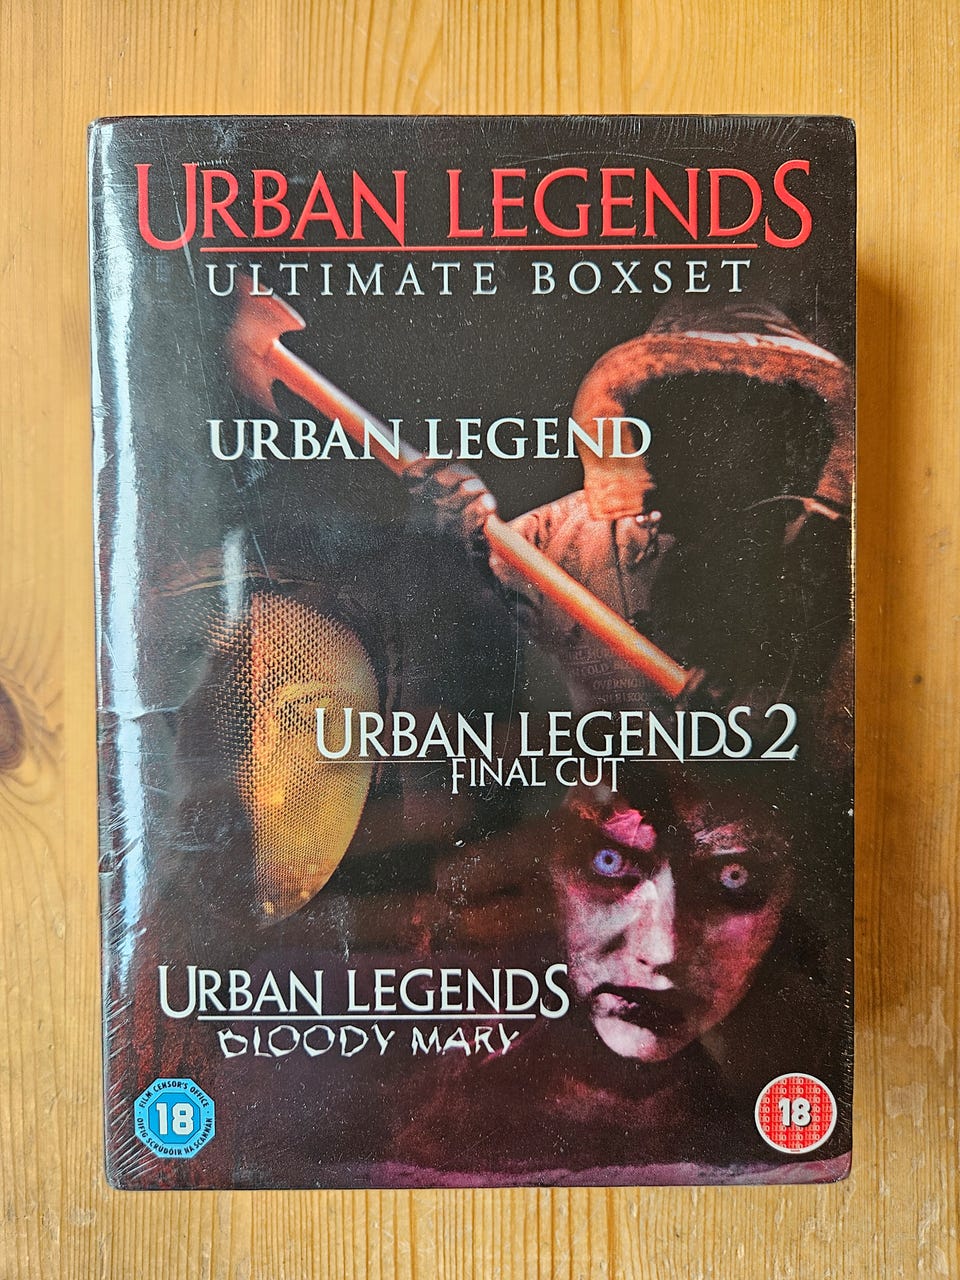 URBAN LEGENDS
ULTIMATE BOXSET
URBAN LEGEND
URBAN LEGENDS 2
FINAL CUT
URBAN LEGENDS
BLOODY MARY
FILM CENSOR'S OFFICE
18
OIFIG SCRÚDÓIR NA SCANNÁN
18